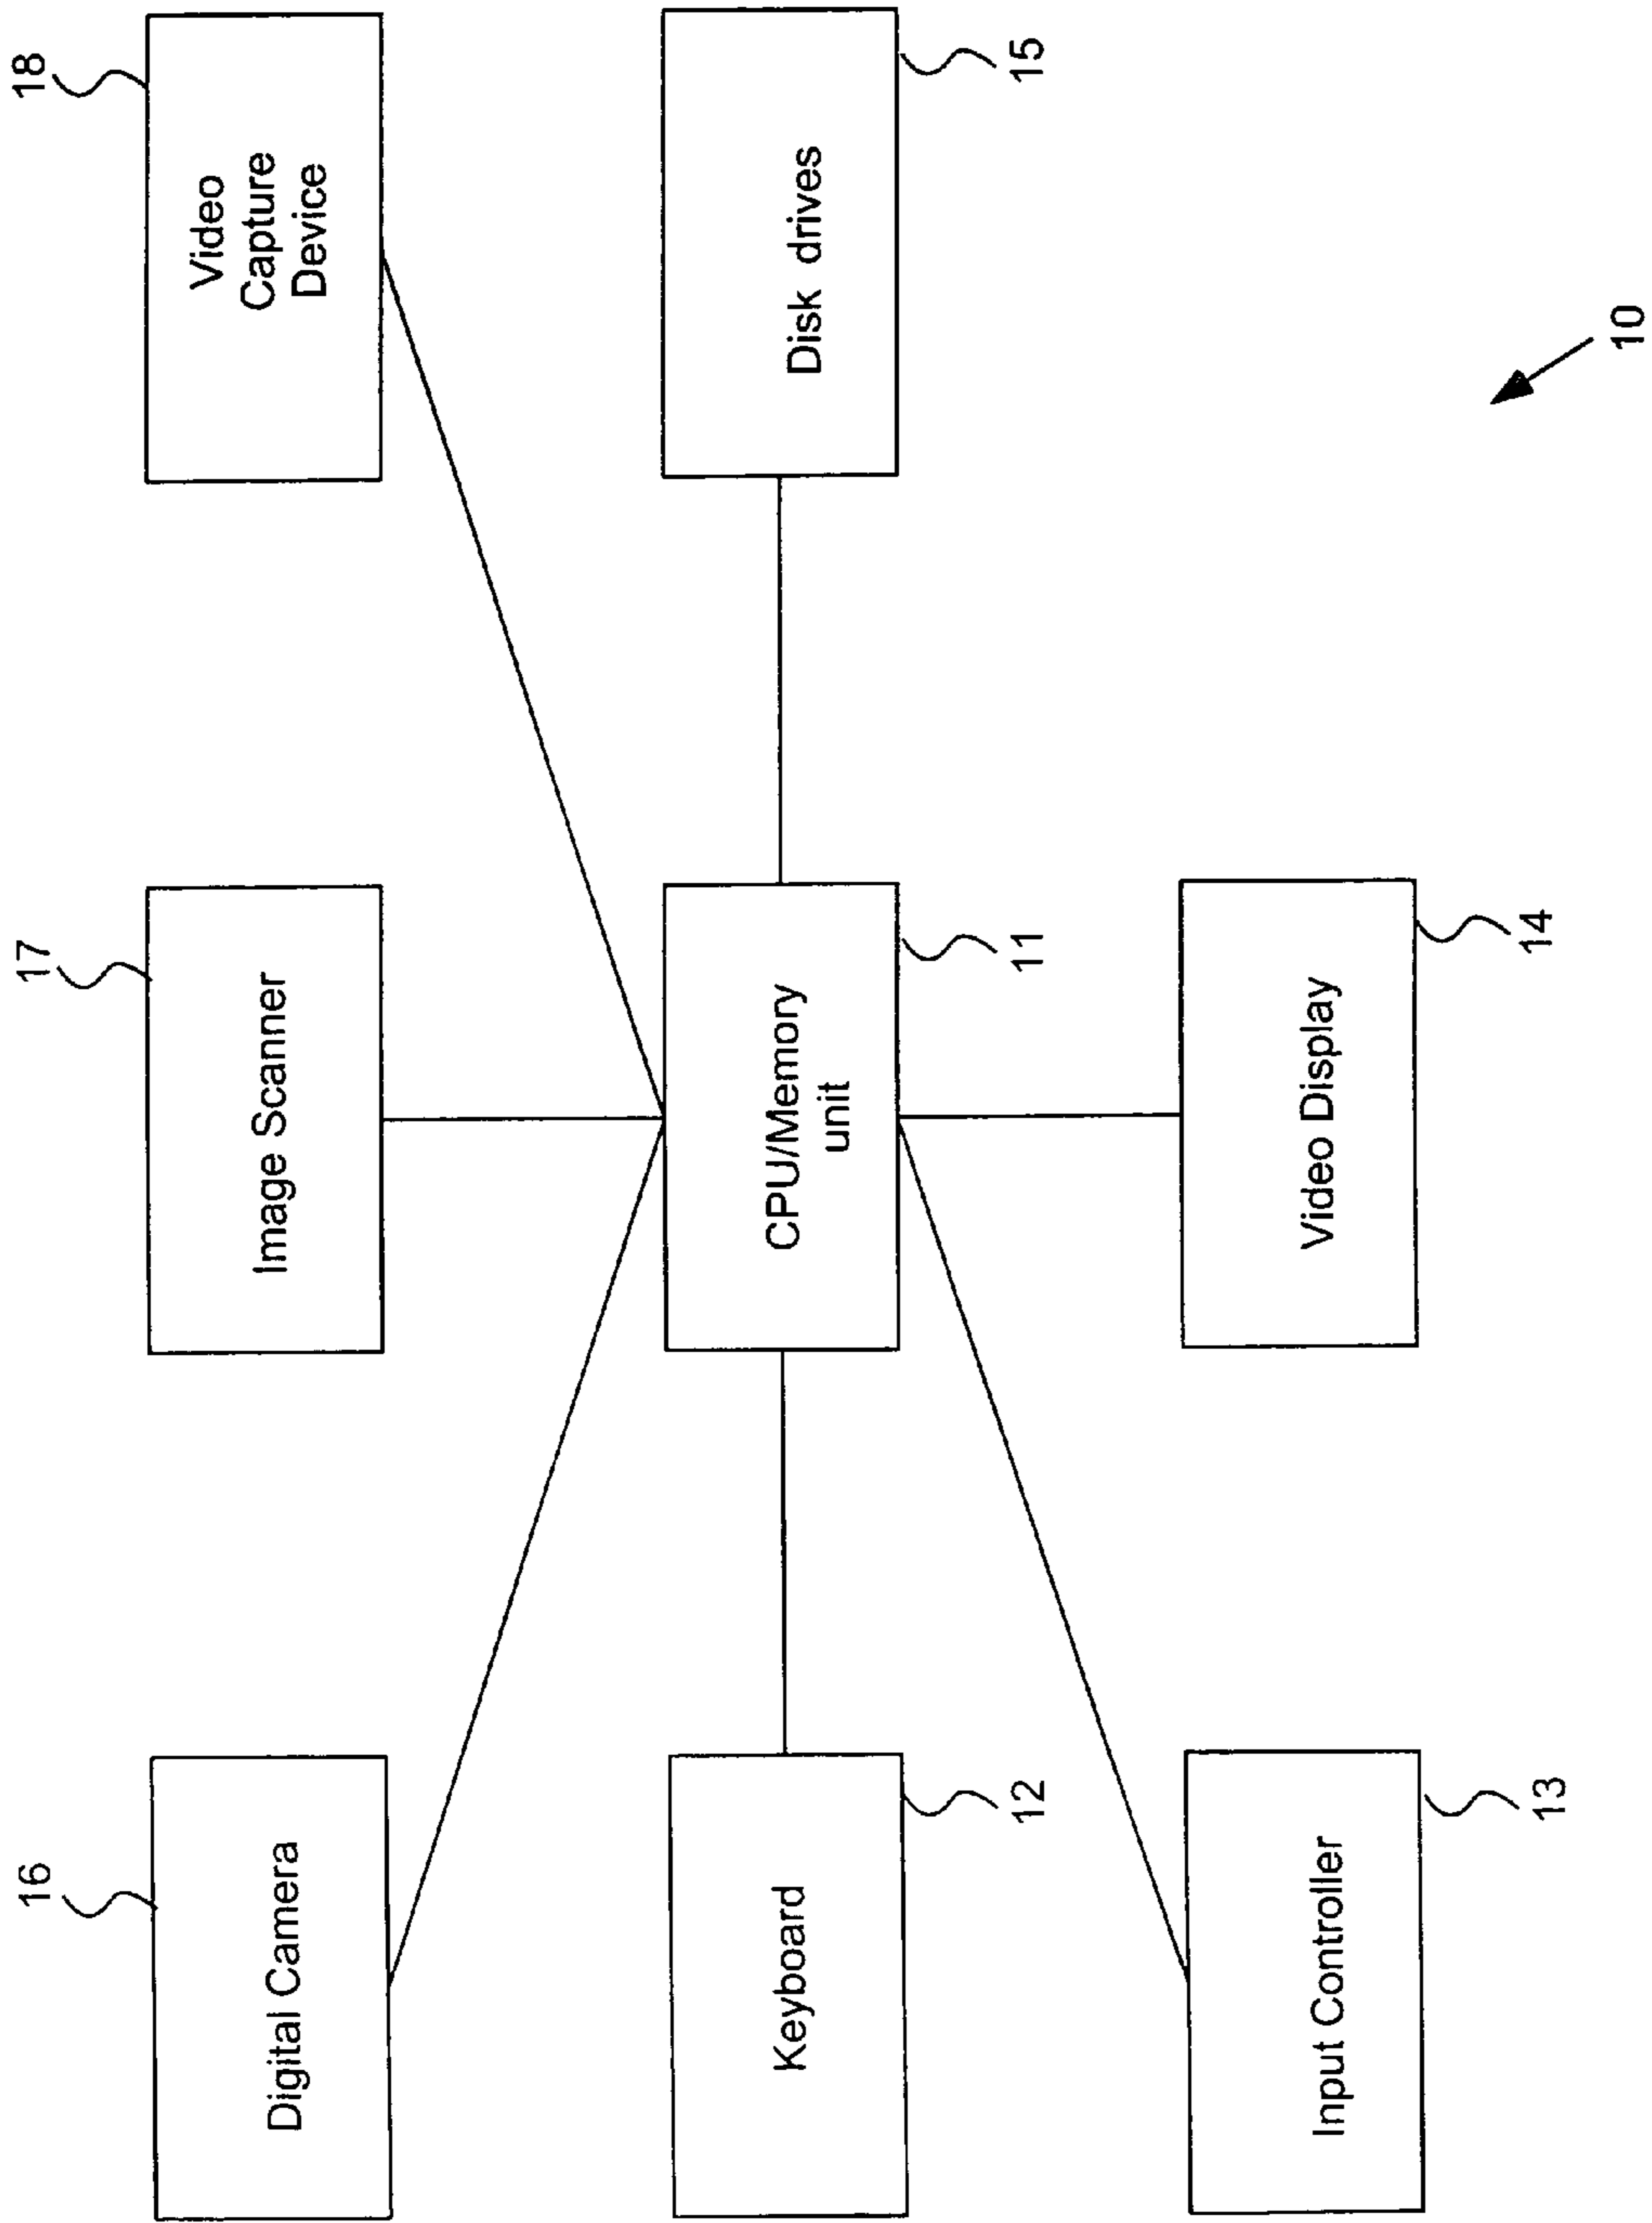 16
17
18
Digital Camera
Image Scanner
Video
Capture
Device
Keyboard
CPU/Memory
unit
Disk drives
12
11
15
Input Controller
Video Display
13
14
10